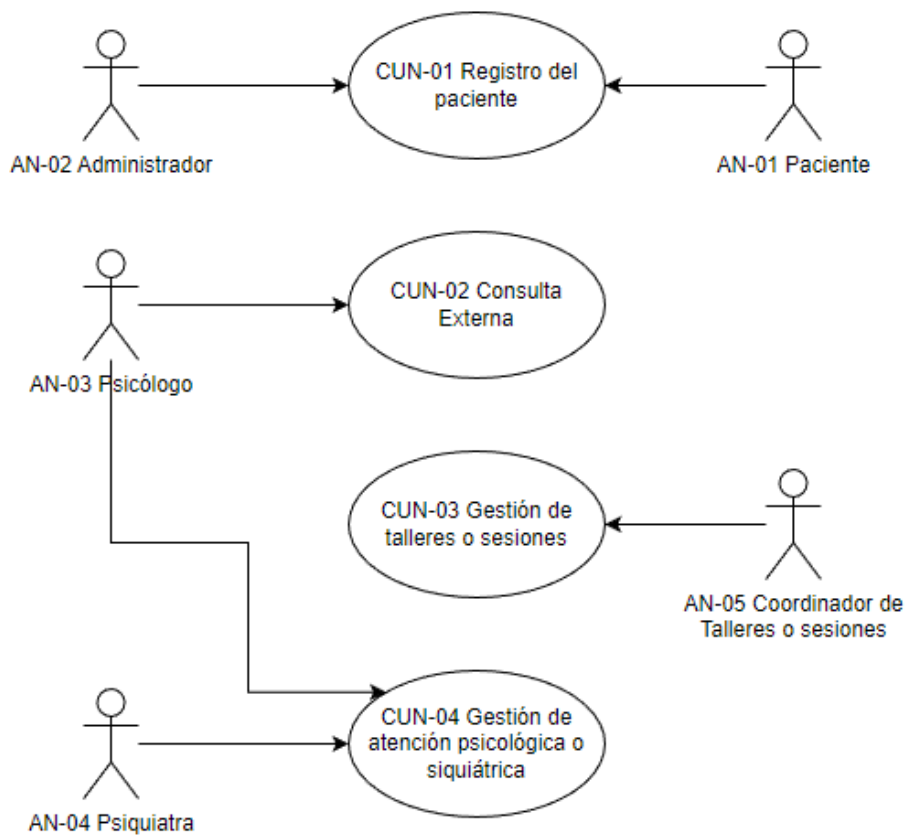 CUN-01 Registro del
paciente
AN-02 Administrador
AN-01 Paciente
CUN-02 Consulta
Externa
AN-03 Psicólogo
CUN-03 Gestión de
talleres o sesiones
AN-05 Coordinador de
Talleres o sesiones
CUN-04 Gestión de
atención psicológica o
siquiátrica
AN-04 Psiquiatra